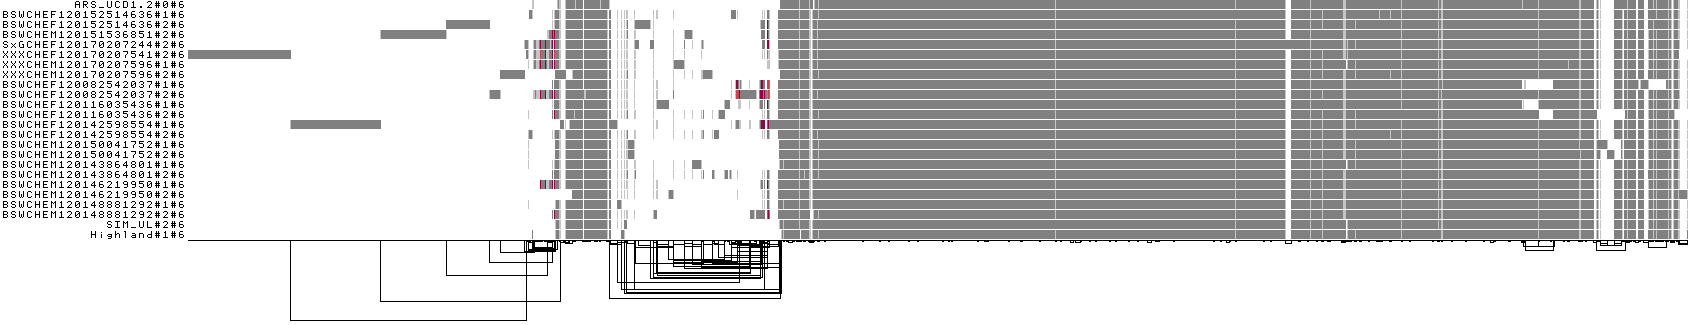 ARS_UCD1.2#0#6
BSWCHEF120152514636#1#6
BSWCHEF120152514636#2#6
BSWCHEM120151536851#2#6
SxGCHEF120170207244#2#6
XXXCHEF120170207541#1#6
XXXCHEM120170207596#1#6
XXXCHEM120170207596#2#6
BSWCHEF120082542037#1#6
BSWCHEF120082542037#2#6
BSWCHEM120116035436#1#6
BSWCHEM120116035436#2#6
BSWCHEF120142598554#1#6
BSWCHEF120142598554#2#6
BSWCHEM120150041752#1#6
BSWCHEM120150041752#2#6
BSWCHEM120143864801#1#6
BSWCHEM120143864801#2#6
BSWCHEM120146219950#1#6
BSWCHEM120146219950#2#6
BSWCHEM120148881292#1#6
BSWCHEM120148881292#2#6
SIM_UL#2#6
Highland#1#6